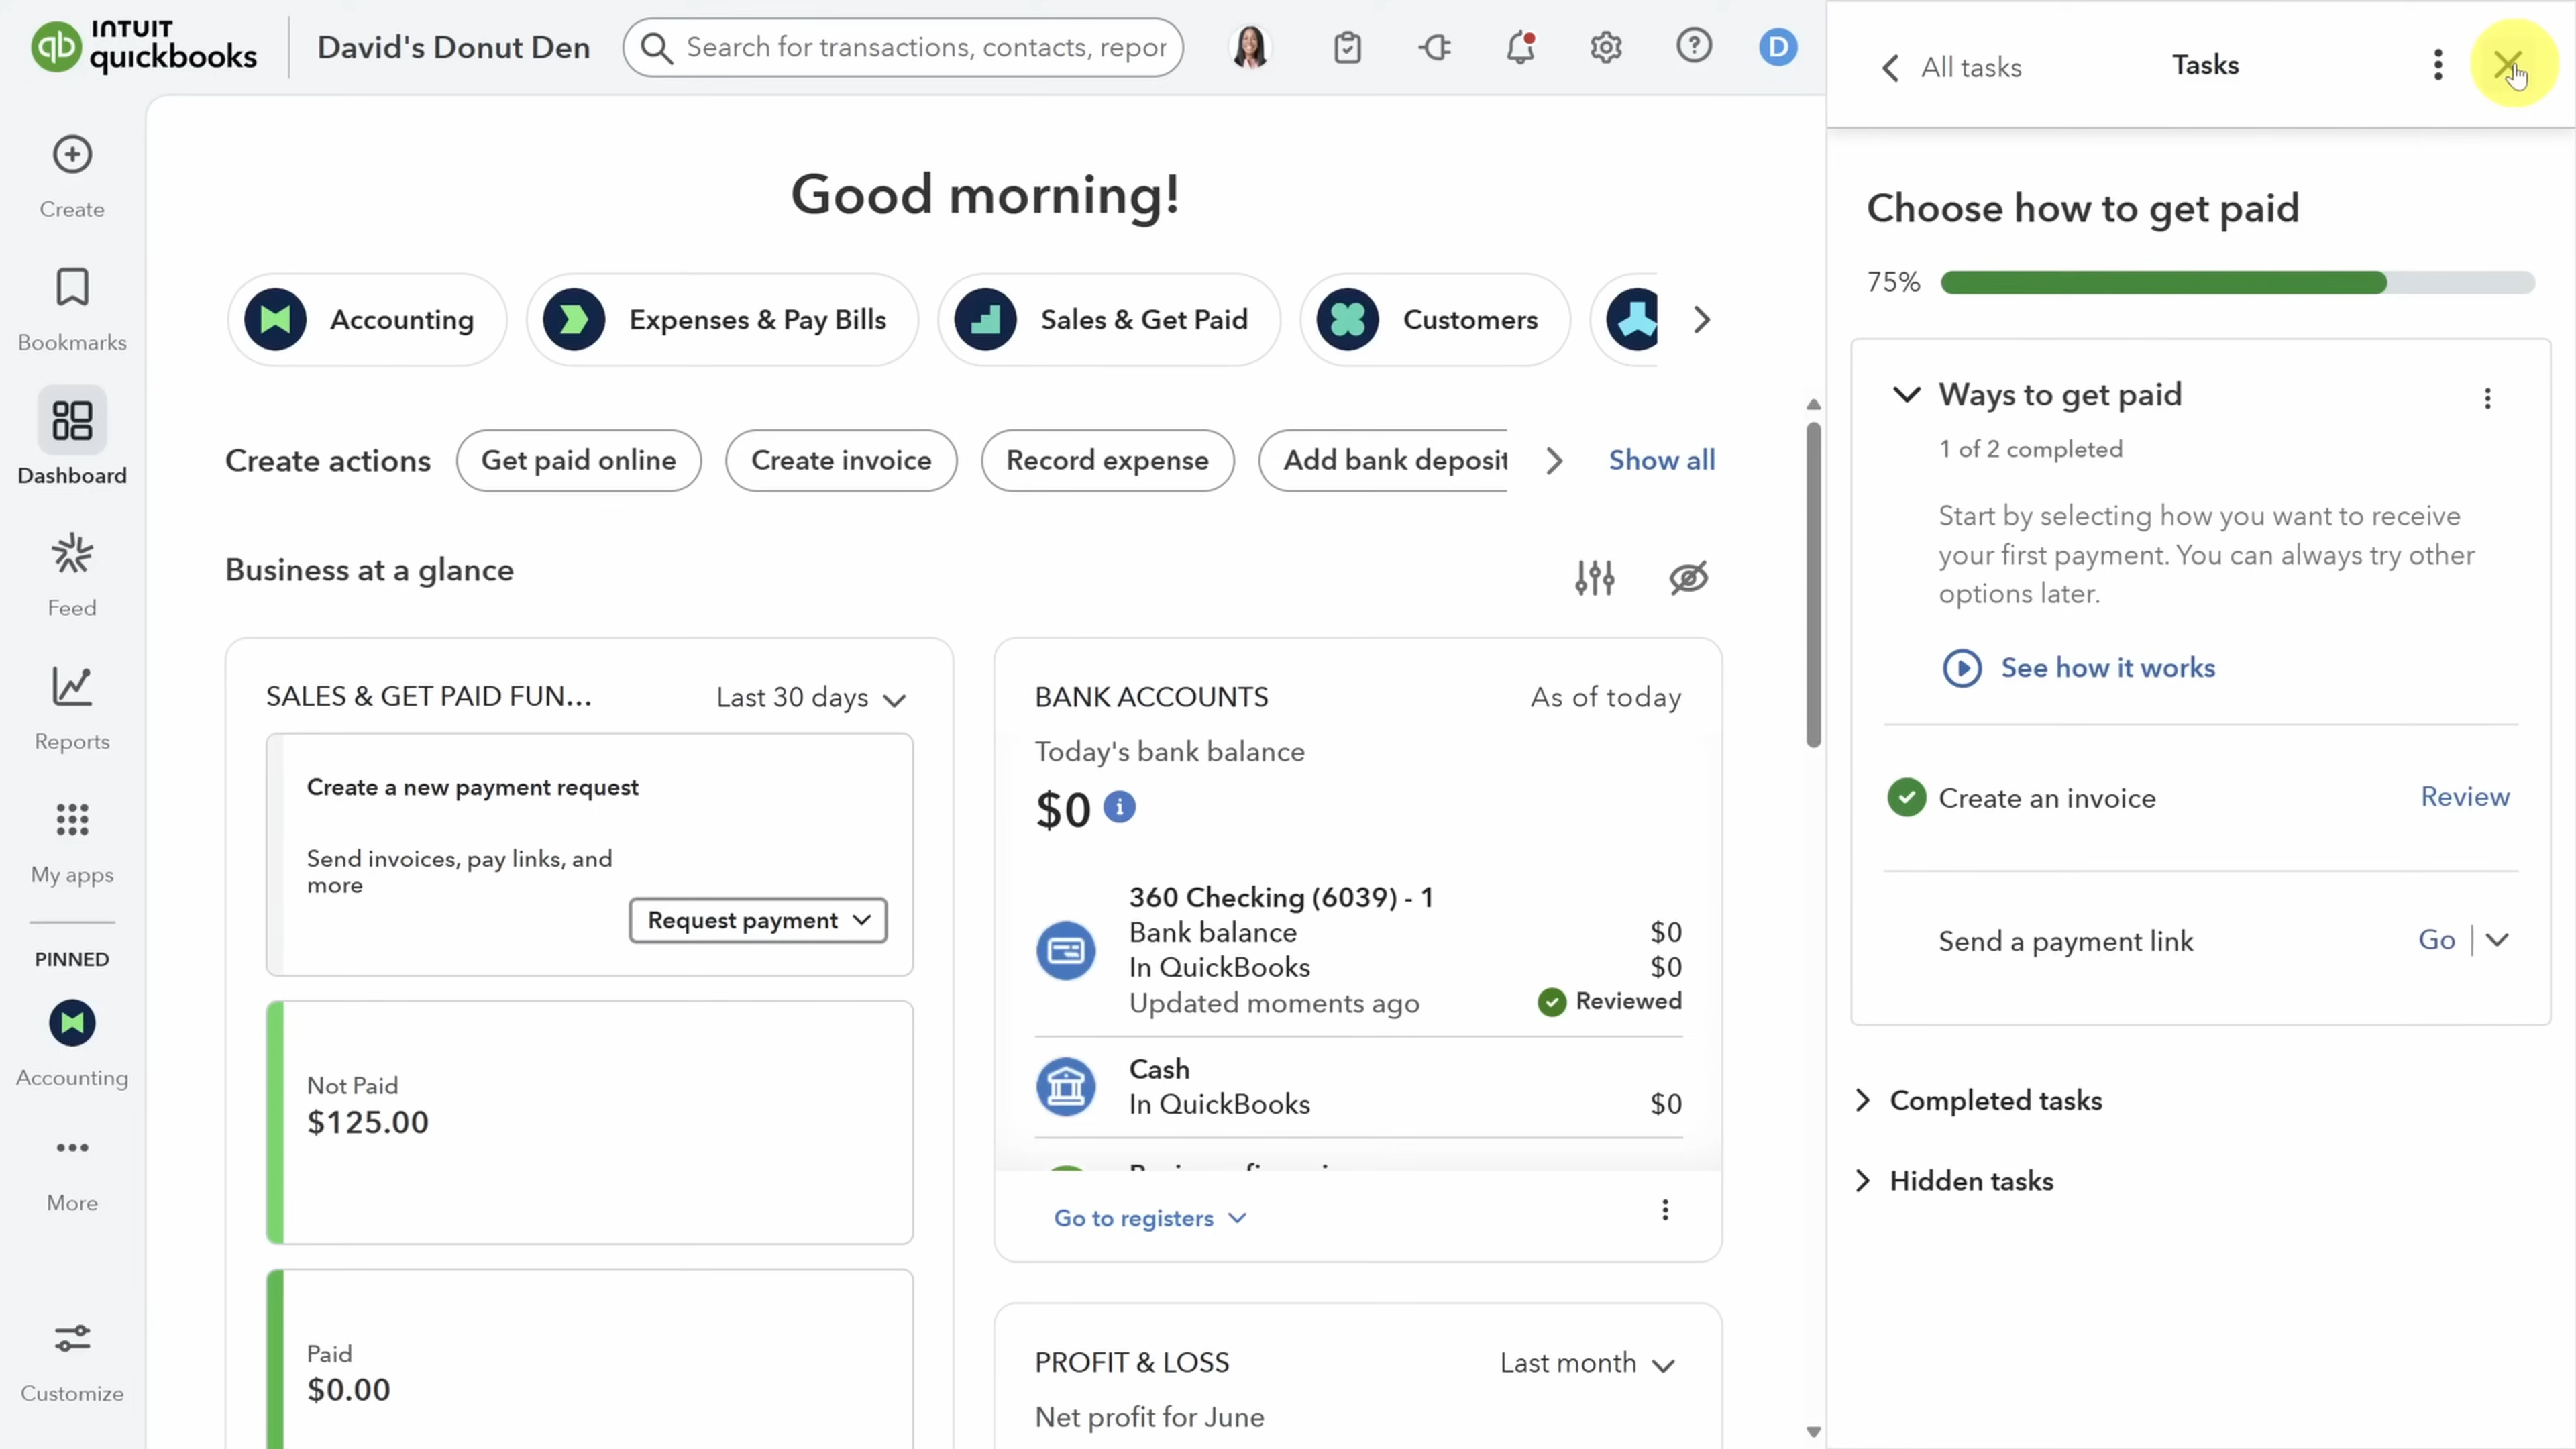 INTUIT
quickbooks
David's Donut Den
Search for transactions, contacts, repor
D
All tasks
Tasks
Create
Bookmarks
Dashboard
Feed
Reports
My apps
PINNED
Accounting
More
Customize
Good morning!
Accounting
Expenses & Pay Bills
Sales & Get Paid
Customers
Create actions
Get paid online
Create invoice
Record expense
Add bank deposit
Show all
Business at a glance
SALES & GET PAID FUN...
Last 30 days
Create a new payment request
Send invoices, pay links, and
more
Request payment
Not Paid
$125.00
Paid
$0.00
BANK ACCOUNTS
As of today
Today's bank balance
$0
360 Checking (6039) - 1
Bank balance
$0
In QuickBooks
$0
Updated moments ago
Reviewed
Cash
In QuickBooks
$0
Go to registers
PROFIT & LOSS
Last month
Net profit for June
Choose how to get paid
75%
Ways to get paid
1 of 2 completed
Start by selecting how you want to receive
your first payment. You can always try other
options later.
See how it works
Create an invoice
Review
Send a payment link
Go
Completed tasks
Hidden tasks